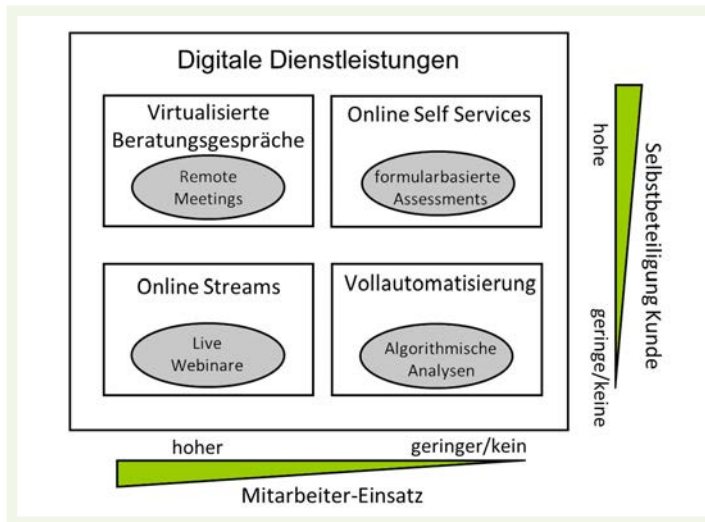 Digitale Dienstleistungen
Virtualisierte
Beratungsgespräche
Remote
Meetings
Online Self Services
formularbasierte
Assessments
Online Streams
Live
Webinare
Vollautomatisierung
Algorithmische
Analysen
hohe
geringe/keine
Selbstbeteiligung Kunde
hoher
geringer/kein
Mitarbeiter-Einsatz